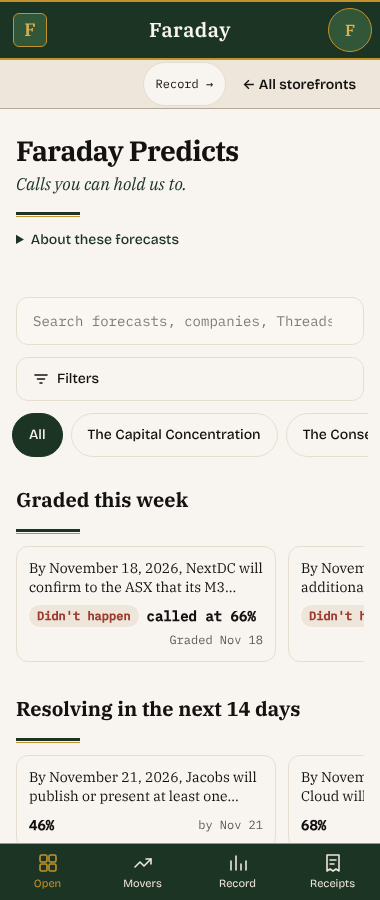 F
Faraday
F
Record →
← All storefronts
Faraday Predicts
Calls you can hold us to.
▶ About these forecasts
Search forecasts, companies, Threads
Filters
All
The Capital Concentration
The Conse
Graded this week
By November 18, 2026, NextDC will
confirm to the ASX that its M3...
Didn't happen called at 66%
Graded Nov 18
By Novem
additiona
Didn't h
Resolving in the next 14 days
By November 21, 2026, Jacobs will
publish or present at least one...
46% by Nov 21
By Novem
Cloud will
68%
Open
Movers
Record
Receipts